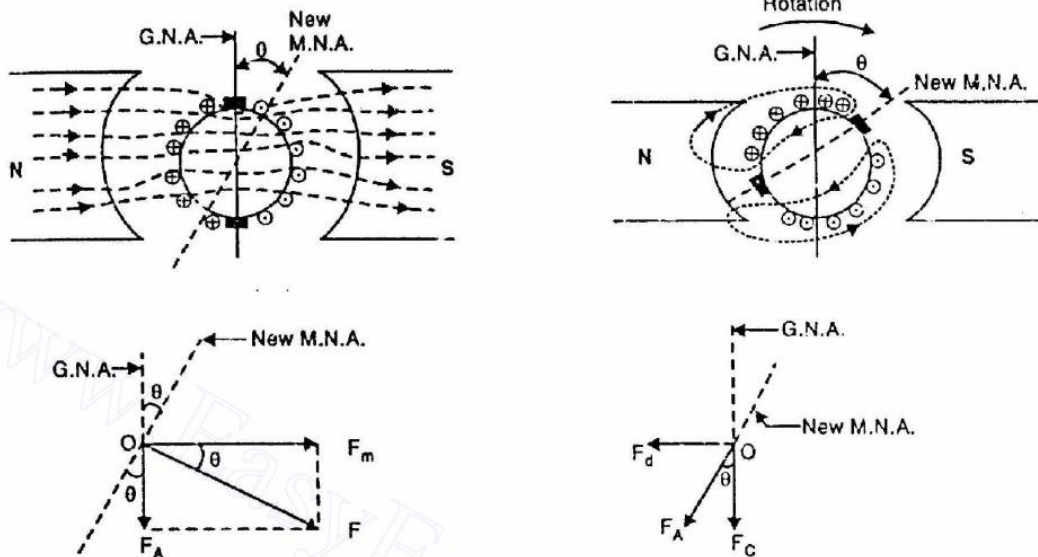 G.N.A.
New
M.N.A.
θ
N
S
Rotation
G.N.A.
θ
New M.N.A.
N
S
New M.N.A.
G.N.A.
θ
O
θ
θ
F_m
F_A
F
G.N.A.
New M.N.A.
O
F_d
θ
F_A
F_C